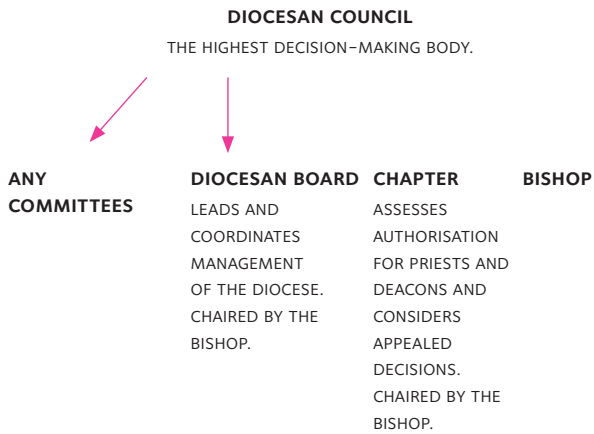 DIOCESAN COUNCIL
THE HIGHEST DECISION–MAKING BODY.
ANY
COMMITTEES
DIOCESAN BOARD
LEADS AND
COORDINATES
MANAGEMENT
OF THE DIOCESE.
CHAIRED BY THE
BISHOP.
CHAPTER
ASSESSES
AUTHORISATION
FOR PRIESTS AND
DEACONS AND
CONSIDERS
APPEALED
DECISIONS.
CHAIRED BY THE
BISHOP.
BISHOP